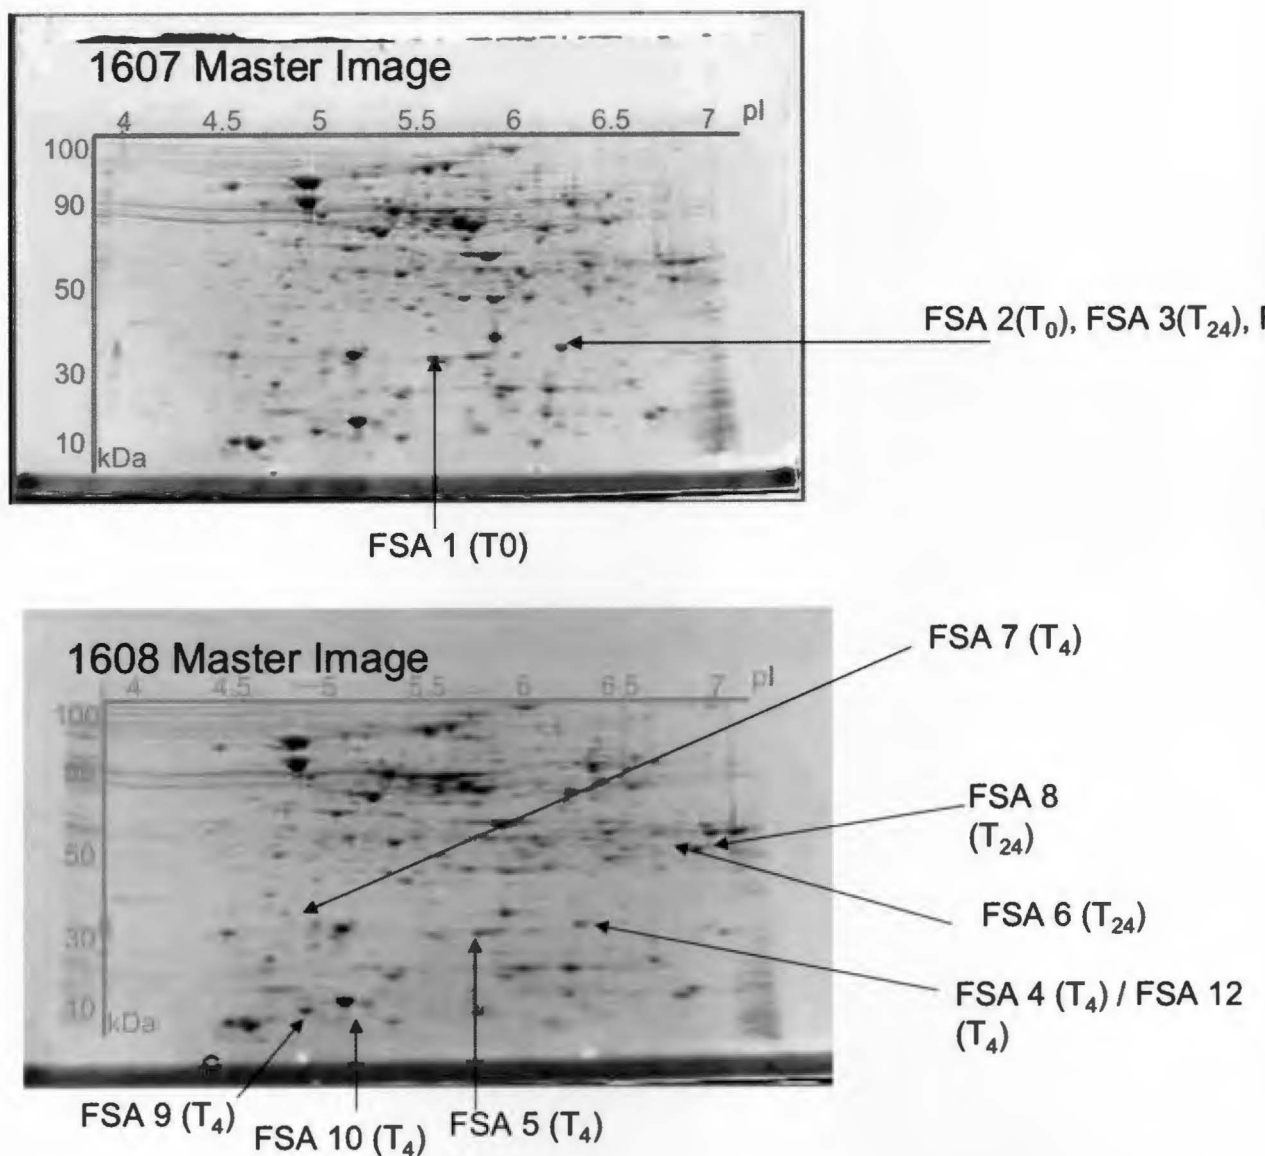 1607 Master Image
4 4.5 5 5.5 6 6.5 7 pI
100
90
50
30
10
kDa
FSA 2(T₀), FSA 3(T₂₄),
FSA 1 (T0)
1608 Master Image
4 4.5 5 5.5 6 6.5 7 pI
100
50
30
10
kDa
FSA 7 (T₄)
FSA 8
(T₂₄)
FSA 6 (T₂₄)
FSA 4 (T₄) / FSA 12
(T₄)
FSA 9 (T₄)
FSA 10 (T₄)
FSA 5 (T₄)